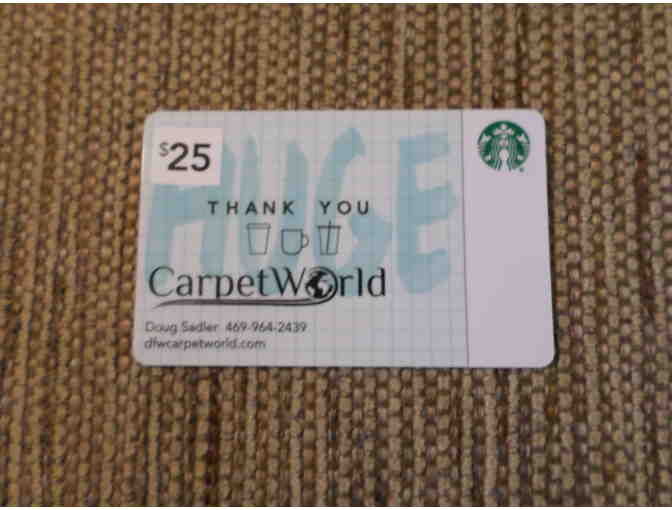 $25
HUGE
THANK YOU
CarpetWorld
Doug Sadler 469-964-2439
dfwcarpetworld.com